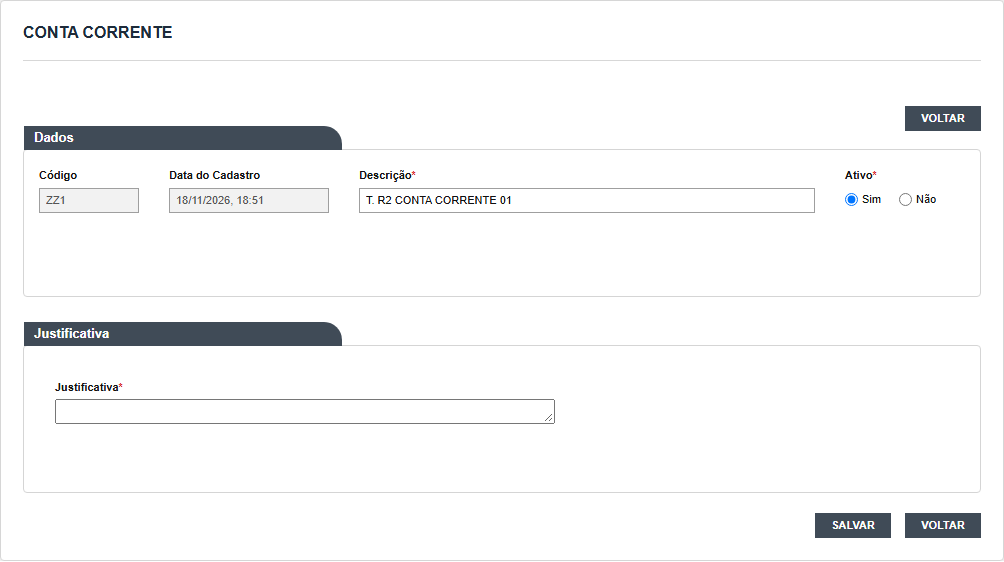 CONTA CORRENTE
VOLTAR
Dados
Código Data do Cadastro Descrição* Ativo*
ZZ1 18/11/2026, 18:51 T. R2 CONTA CORRENTE 01 Sim Não
Justificativa
Justificativa*
SALVAR VOLTAR